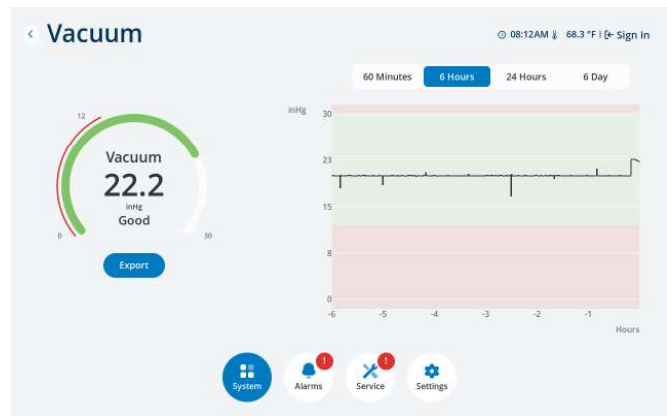 Vacuum
08:12AM 68.3 °F | Sign In
60 Minutes 6 Hours 24 Hours 6 Day
12
Vacuum
22.2
inHg
Good
0 30
Export
inHg
30
23
15
8
0
-6 -5 -4 -3 -2 -1
Hours
System ! Alarms ! Service Settings